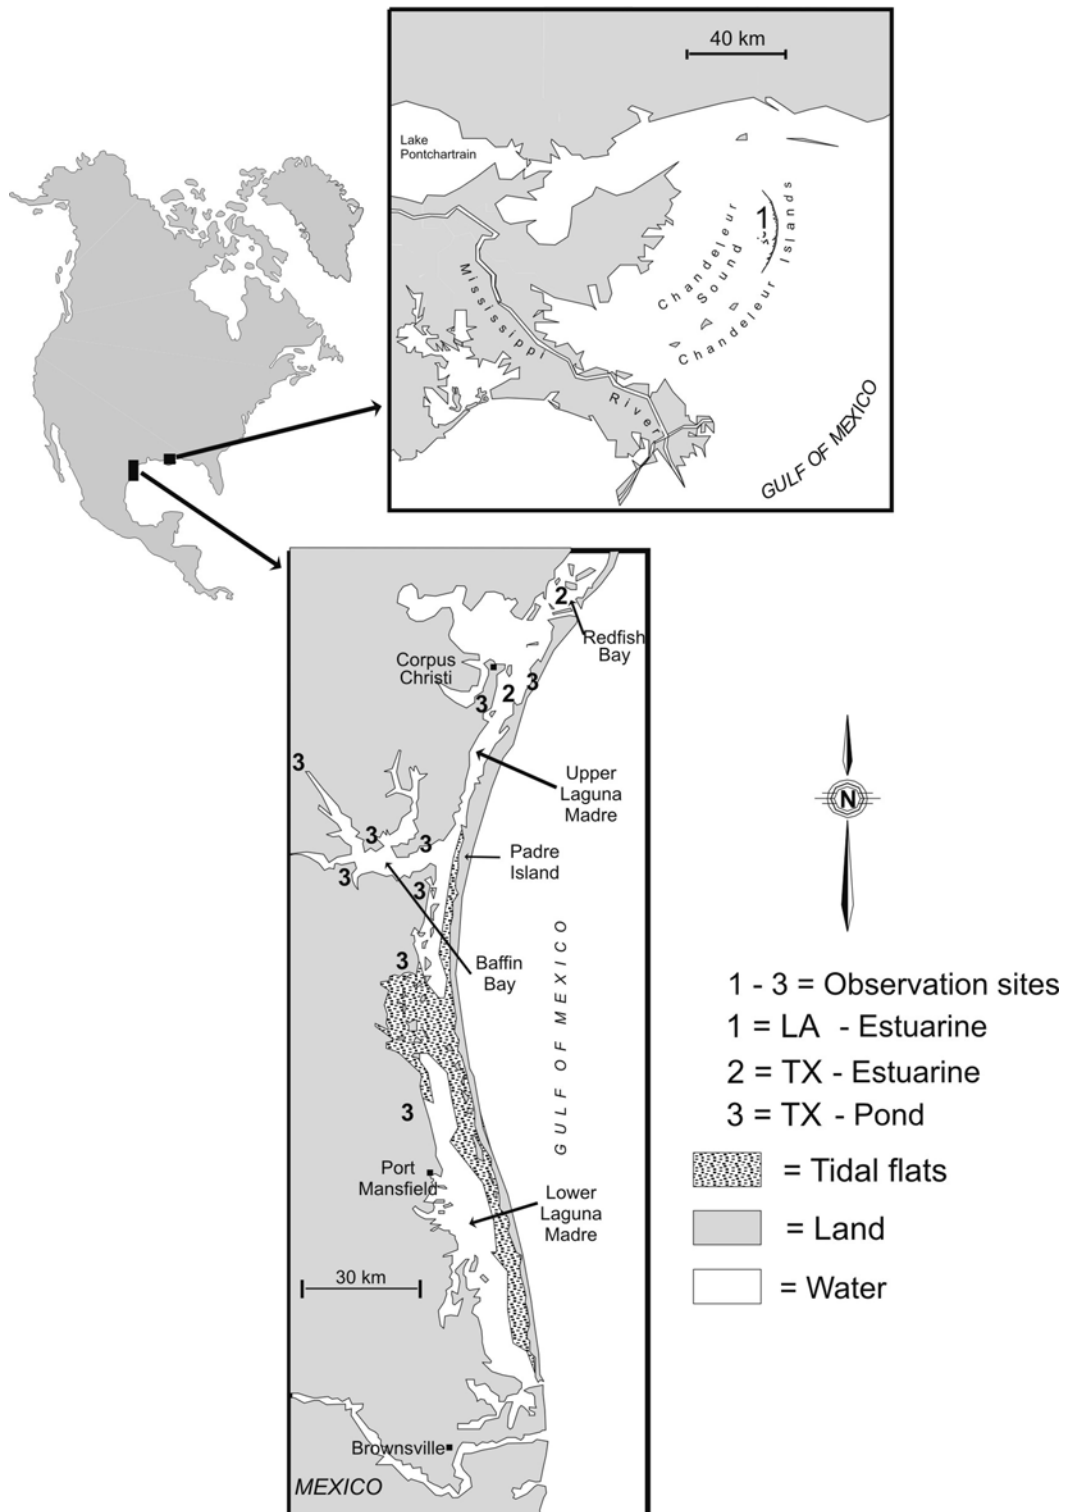 40 km
Lake
Pontchartrain
1
Chandeleur
Sound
Chandeleur Islands
Mississippi
River
GULF OF MEXICO
2
Redfish
Bay
Corpus
Christi
3
2
3
3
Upper
Laguna
Madre
3
3
Padre
Island
3
3
3
Baffin
Bay
GULF OF MEXICO
3
Port
Mansfield
Lower
Laguna
Madre
30 km
Brownsville
MEXICO
N
1 - 3 = Observation sites
1 = LA - Estuarine
2 = TX - Estuarine
3 = TX - Pond
= Tidal flats
= Land
= Water